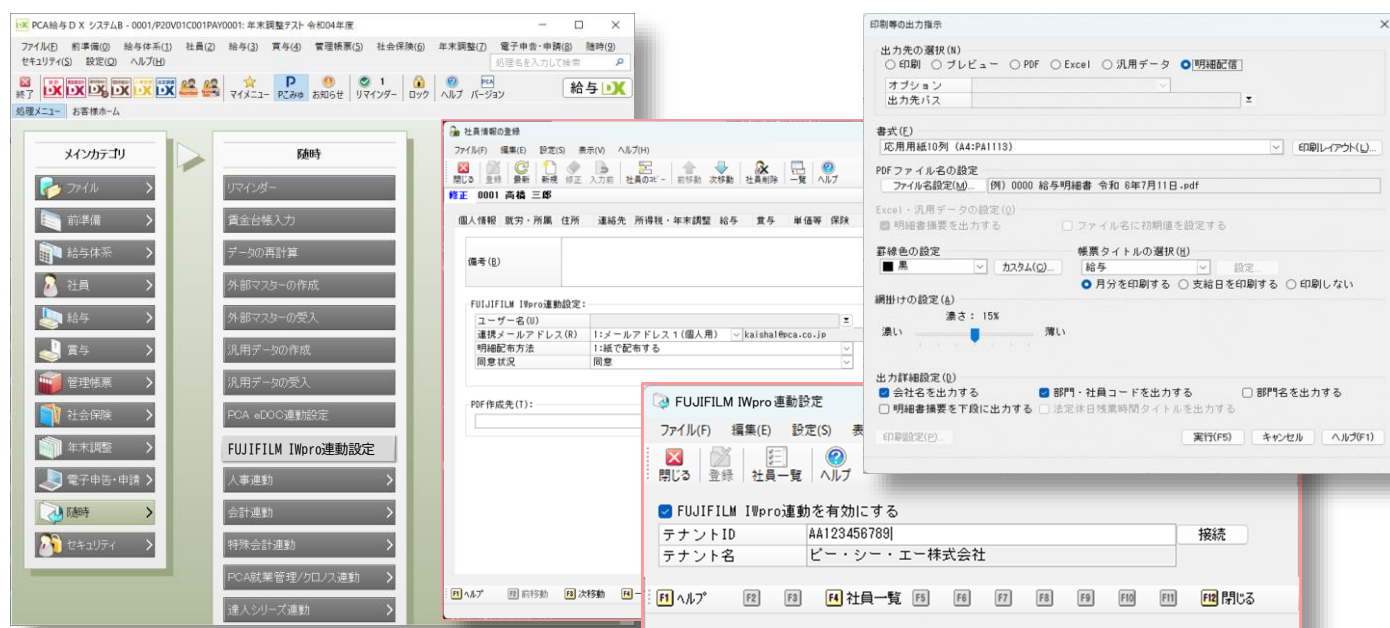 PCA給与ＤＸ システムB - 0001/P20V01C001PAY0001: 年末調整テスト 令和04年度
ファイル(F) 前準備(0) 給与体系(1) 社員(2) 給与(3) 賞与(4) 管理帳票(5) 社会保険(6) 年末調整(7) 電子申告･申請(8) 随時(9)
セキュリティ(S) 設定(O) ヘルプ(H) 処理名を入力して検索
終了 マイメニュー Pこみゅ お知らせ リマインダー 1 ロック ヘルプ バージョン 給与DX
処理メニュー お客様ホーム
メインカテゴリ
ファイル
前準備
給与体系
社員
給与
賞与
管理帳票
社会保険
年末調整
電子申告･申請
随時
セキュリティ
随時
リマインダー
賃金台帳入力
データの再計算
外部マスターの作成
外部マスターの受入
汎用データの作成
汎用データの受入
PCA eDOC連動設定
FUJIFILM IWpro連動設定
人事連動
会計連動
特殊会計連動
PCA就業管理/クロノス連動
達人シリーズ連動
社員情報の登録
ファイル(F) 編集(E) 設定(S) 表示(V) ヘルプ(H)
閉じる 登録 最新 新規 修正 入力前 社員のコピー 前移動 次移動 社員削除 一覧 ヘルプ
修正 0001 高橋 三郎
個人情報 就労・所属 住所 連絡先 所得税・年末調整 給与 賞与 単価等 保険
備考(B)
FUIJIFILM IWpro連動設定:
ユーザー名(U)
連携メールアドレス(R) 1:メールアドレス１(個人用) kaisha1@pca.co.jp
明細配布方法 1:紙で配布する
同意状況 同意
PDF作成先(T):
F1 ヘルプ F2 前移動 F3 次移動 F4
FUJIFILM IWpro連動設定
ファイル(F) 編集(E) 設定(S) 表
閉じる 登録 社員一覧 ヘルプ
FUJIFILM IWpro連動を有効にする
テナントID AA123456789 接続
テナント名 ピー・シー・エー株式会社
F1 ヘルプ F2 F3 F4 社員一覧 F5 F6 F7 F8 F9 F10 F11 F12 閉じる
印刷等の出力指示
出力先の選択(N)
印刷 プレビュー PDF Excel 汎用データ 明細配信
オプション
出力先パス
書式(F)
応用用紙10列 (A4:PA1113) 印刷レイアウト(L)...
PDFファイル名の設定
ファイル名設定(M)... (例) 0000 給与明細書 令和 6年7月11日.pdf
Excel・汎用データの設定(O)
明細書摘要を出力する ファイル名に初期値を設定する
罫線色の設定 帳票タイトルの選択(H)
黒 カスタム(C)... 給与 設定...
月分を印刷する 支給日を印刷する 印刷しない
網掛けの設定(A)
濃さ： 15%
濃い 薄い
出力詳細設定(D)
会社名を出力する 部門・社員コードを出力する 部門名を出力する
明細書摘要を下段に出力する 法定休日残業時間タイトルを出力する
印刷設定(P)... 実行(F5) キャンセル ヘルプ(F1)